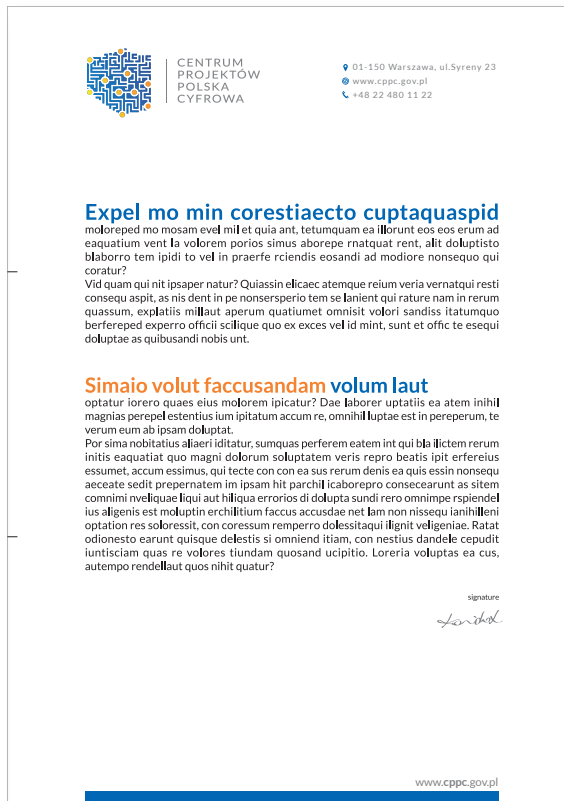 CENTRUM
PROJEKTÓW
POLSKA
CYFROWA
01-150 Warszawa, ul.Syreny 23
www.cppc.gov.pl
+48 22 480 11 22
Expel mo min corestiaecto cuptaquaspid
moloreped mo mosam evel mil et quia ant, tetumquam ea illorunt eos eos erum ad
eaquatium vent la volorem porios simus aborepe rnatquat rent, alit doluptisto
blaborro tem ipidi to vel in praerfe rciendis eosandi ad modiore nonsequo qui
coratur?
Vid quam qui nit ipsaper natur? Quiassin elicaec atemque reium veria vernatqui resti
consequ aspit, as nis dent in pe nonsersperio tem se lanient qui rature nam in rerum
quassum, explatiis millaut aperum quatiumet omnisit volori sandiss itatumquo
berfereped experro officii scilique quo ex exces vel id mint, sunt et offic te esequi
doluptae as quibusandi nobis unt.
Simaio volut faccusandam volum laut
optatur iorero quaes eius molorem ipicatur? Dae laborer uptatiis ea atem inihil
magnias perepel estentius ium ipitatum accum re, omnihil luptae est in pereperum, te
verum eum ab ipsam doluptat.
Por sima nobitatius aliaeri iditatur, sumquas perferem eatem int qui bla ilictem rerum
initis eaquatiat quo magni dolorum soluptatem veris repro beatis ipit erfereius
essumet, accum essimus, qui tecte con con ea sus rerum denis ea quis essin nonsequ
aeceate sedit prepernatem im ipsam hit parchil icaborepro consecearunt as sitem
comnimi nveliquae liqui aut hiliqua errorios di dolupta sundi rero omnimpe rspiendel
ius aligenis est moluptin erchilitium faccus accusdae net lam non nissequ ianihilleni
optation res soloressit, con coressum remperro dolessitaqui ilignit veligeniae. Ratat
odionesto earunt quisque delestis si omniend itiam, con nestius dandele cepudit
iuntisciam quas re volores tiundam quosand ucipitio. Loreria voluptas ea cus,
autempo rendellaut quos nihit quatur?
signature
www.cppc.gov.pl